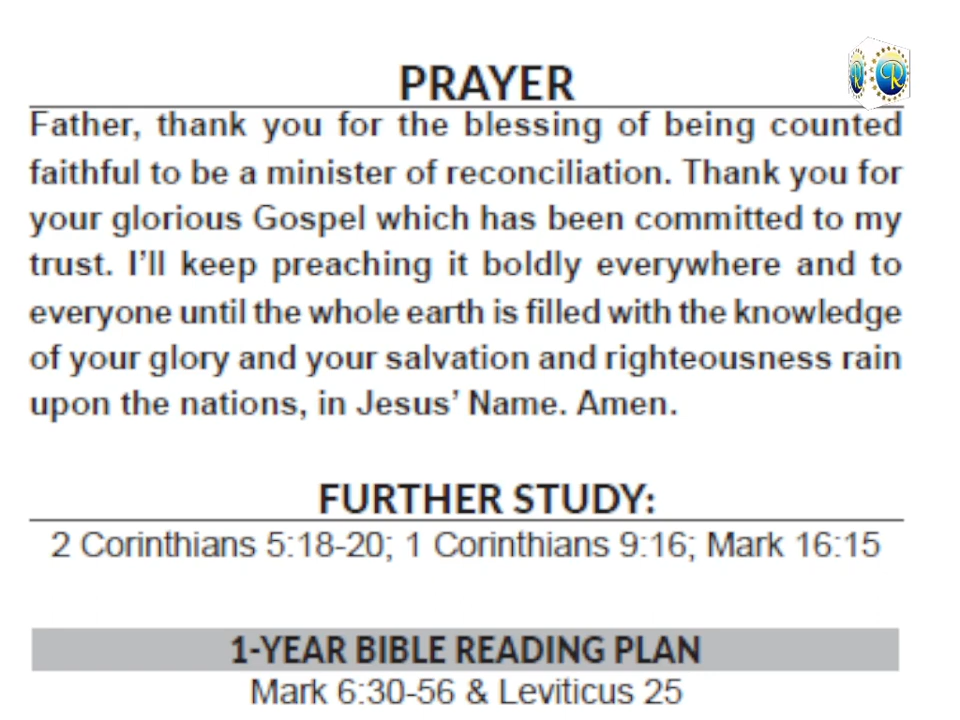 PRAYER
Father, thank you for the blessing of being counted
faithful to be a minister of reconciliation. Thank you for
your glorious Gospel which has been committed to my
trust. I’ll keep preaching it boldly everywhere and to
everyone until the whole earth is filled with the knowledge
of your glory and your salvation and righteousness rain
upon the nations, in Jesus’ Name. Amen.
FURTHER STUDY:
2 Corinthians 5:18-20; 1 Corinthians 9:16; Mark 16:15
1-YEAR BIBLE READING PLAN
Mark 6:30-56 & Leviticus 25